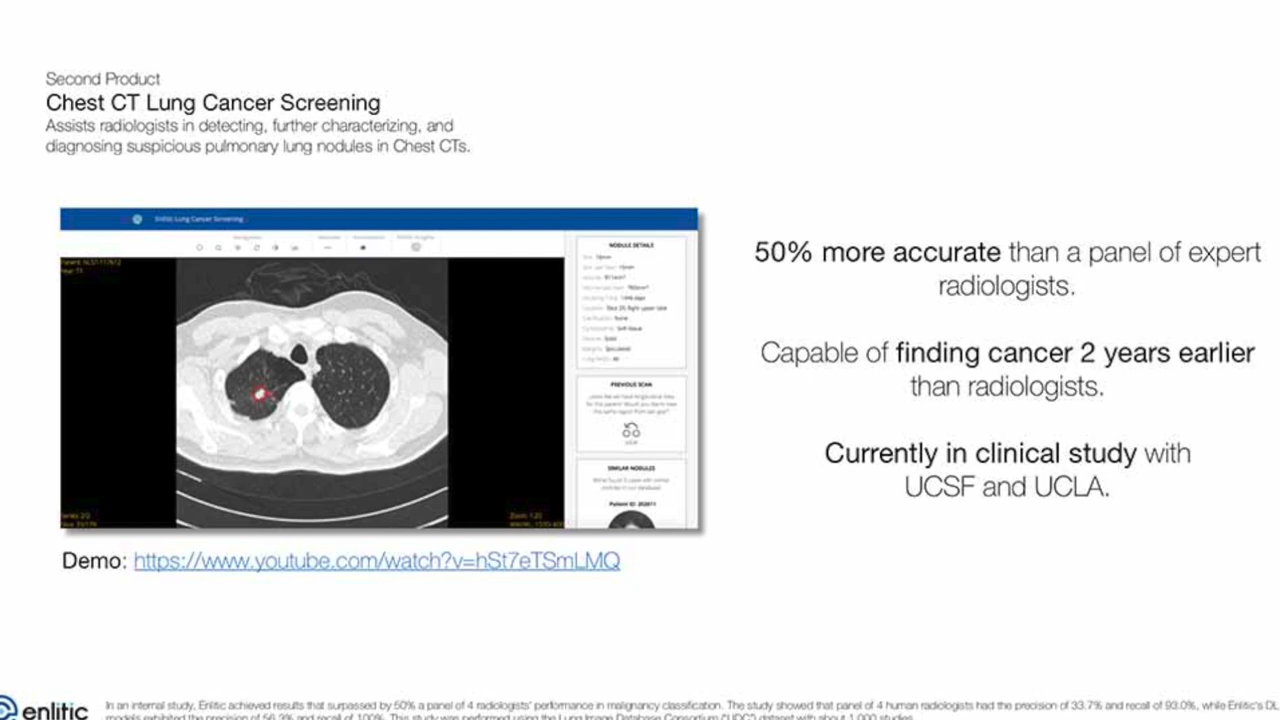 Second Product
Chest CT Lung Cancer Screening
Assists radiologists in detecting, further characterizing, and
diagnosing suspicious pulmonary lung nodules in Chest CTs.
Enlitic Lung Cancer Screening
NODULE DETAILS
50% more accurate than a panel of expert
radiologists.
Capable of finding cancer 2 years earlier
than radiologists.
Currently in clinical study with
UCSF and UCLA.
PREVIOUS SCAN
SIMILAR NODULES
Patient ID:
Demo: https://www.youtube.com/watch?v=hSt7eTSmLMQ
enlitic
In an internal study, Enlitic achieved results that surpassed by 50% a panel of 4 radiologists' performance in malignancy classification. The study showed that panel of 4 human radiologists had the precision of 33.7% and recall of 93.0%, while Enlitic's DL
models exhibited the precision of 56.3% and recall of 100%. This study was performed using the Lung Image Database Consortium ("LIDC") dataset with about 1,000 studies.